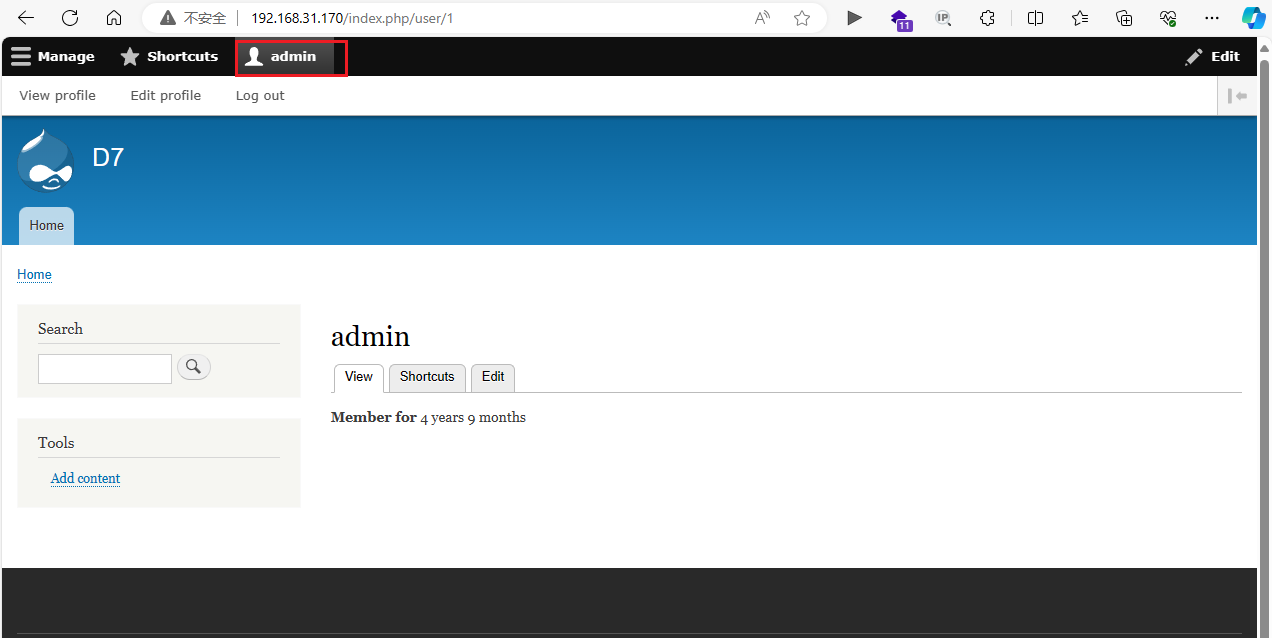 不安全 192.168.31.170/index.php/user/1
11 IP
Manage Shortcuts admin Edit
View profile Edit profile Log out
D7
Home
Home
Search
admin
View Shortcuts Edit
Member for 4 years 9 months
Tools
Add content